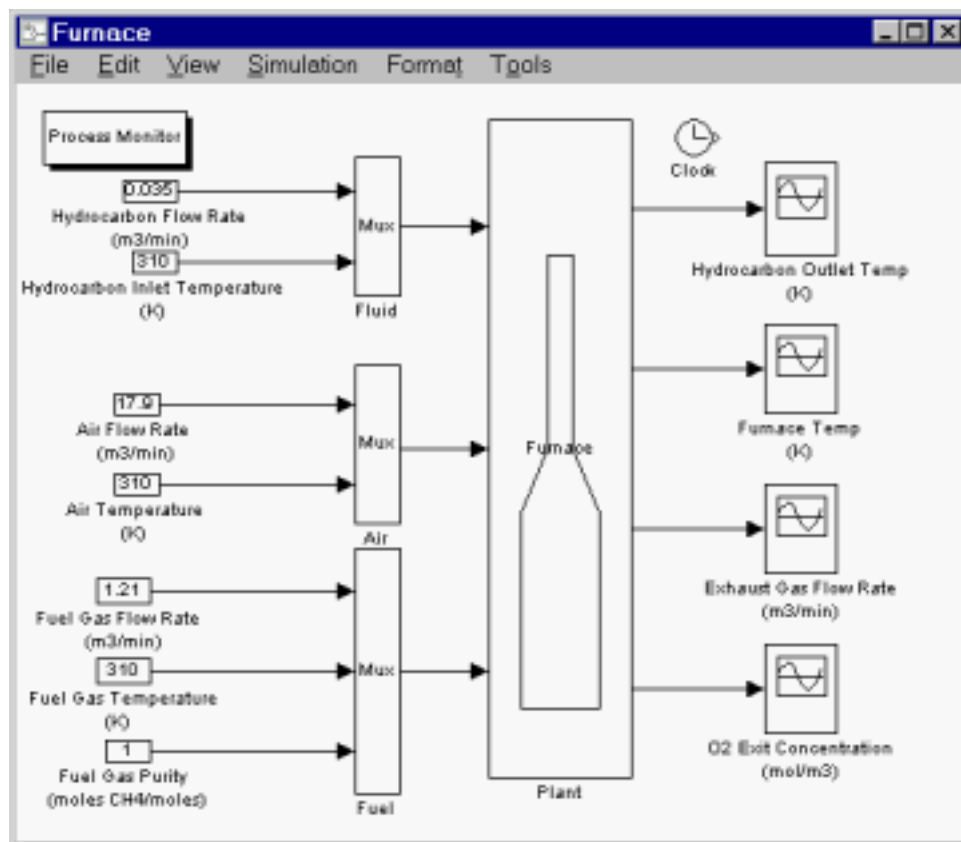 Furnace
File Edit View Simulation Format Tools
Process Monitor
Clock
0.035
Hydrocarbon Flow Rate
(m3/min)
310
Hydrocarbon Inlet Temperature
(K)
Mux
Fluid
Hydrocarbon Outlet Temp
(K)
17.9
Air Flow Rate
(m3/min)
310
Air Temperature
(K)
Mux
Air
Furnace
Furnace Temp
(K)
1.21
Fuel Gas Flow Rate
(m3/min)
310
Fuel Gas Temperature
(K)
1
Fuel Gas Purity
(moles CH4/moles)
Mux
Fuel
Plant
Exhaust Gas Flow Rate
(m3/min)
O2 Exit Concentration
(mol/m3)